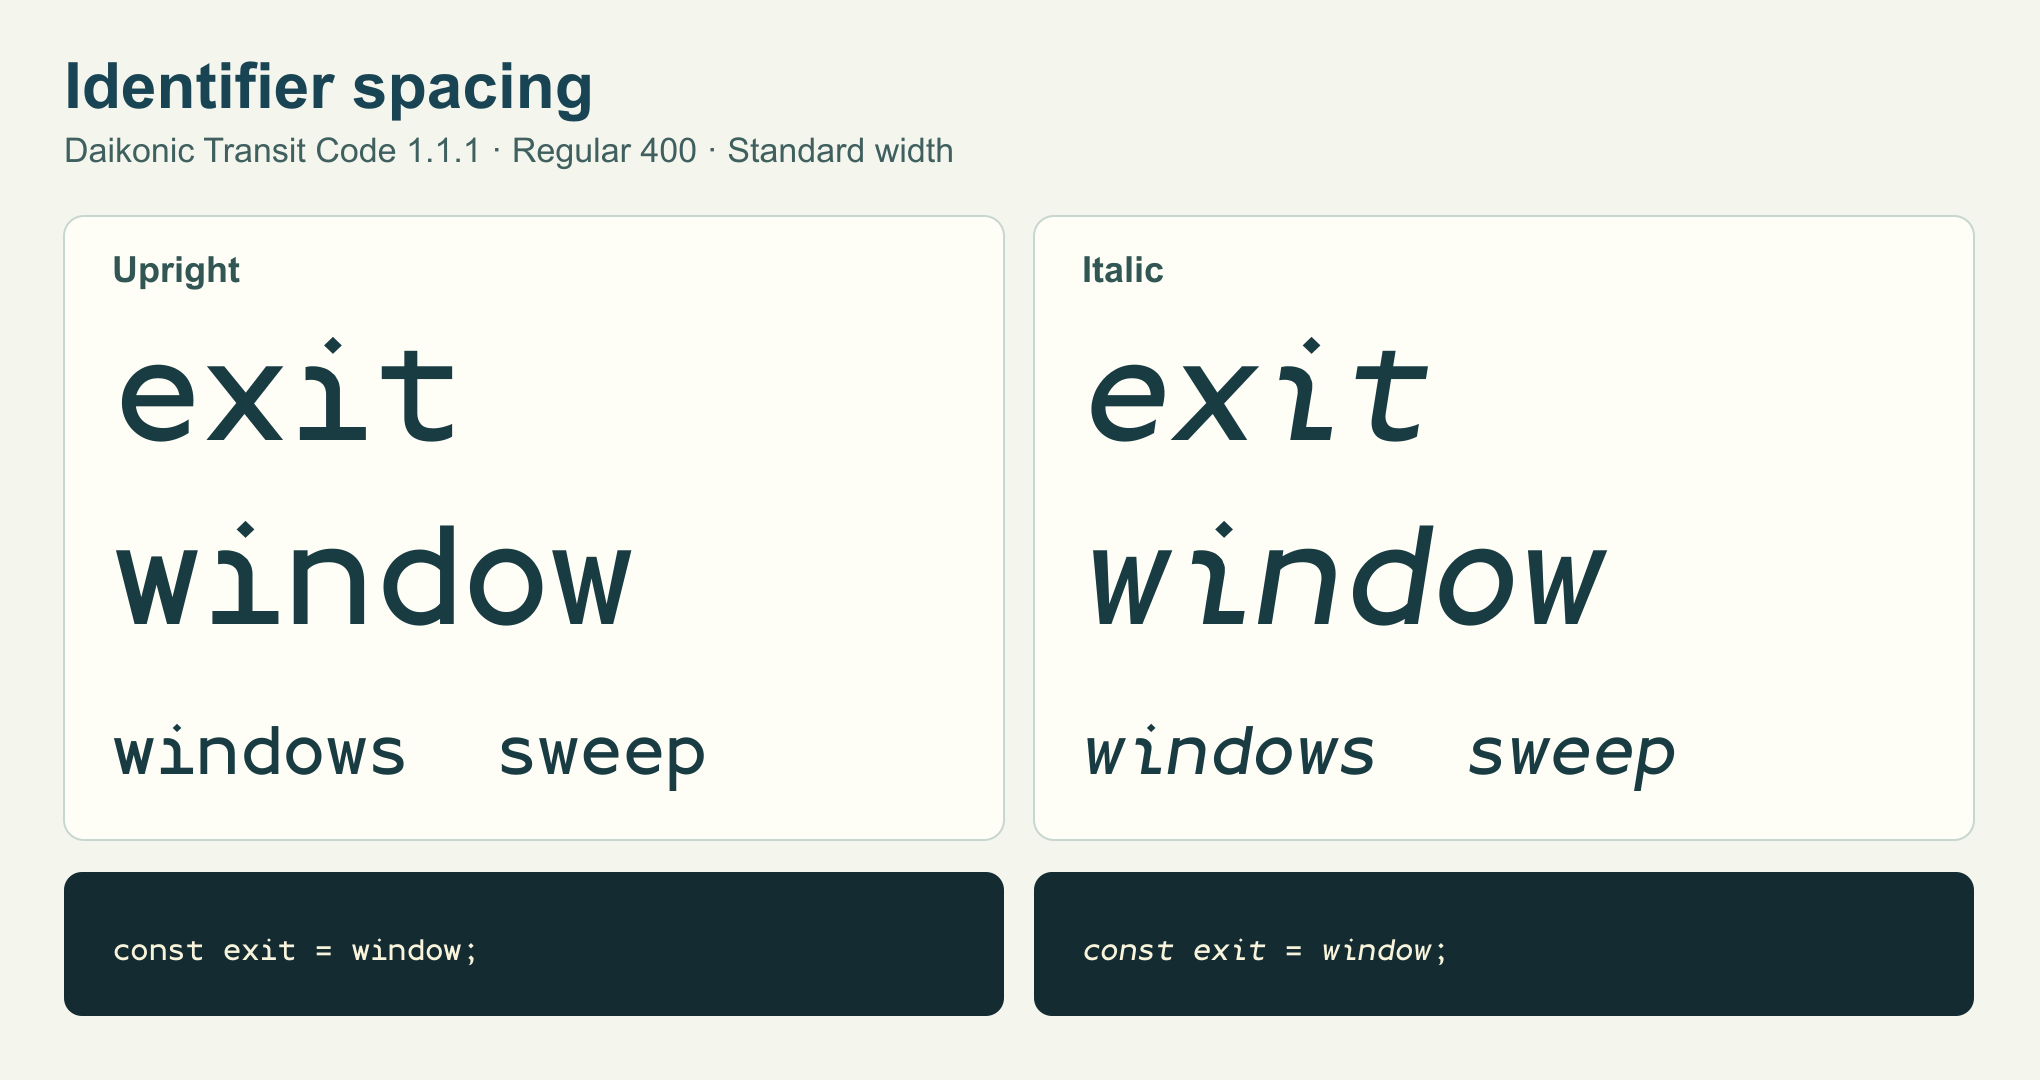 Identifier spacing
Daikonic Transit Code 1.1.1 · Regular 400 · Standard width
Upright
exit
window
windows sweep
Italic
exit
window
windows sweep
const exit = window;
const exit = window;